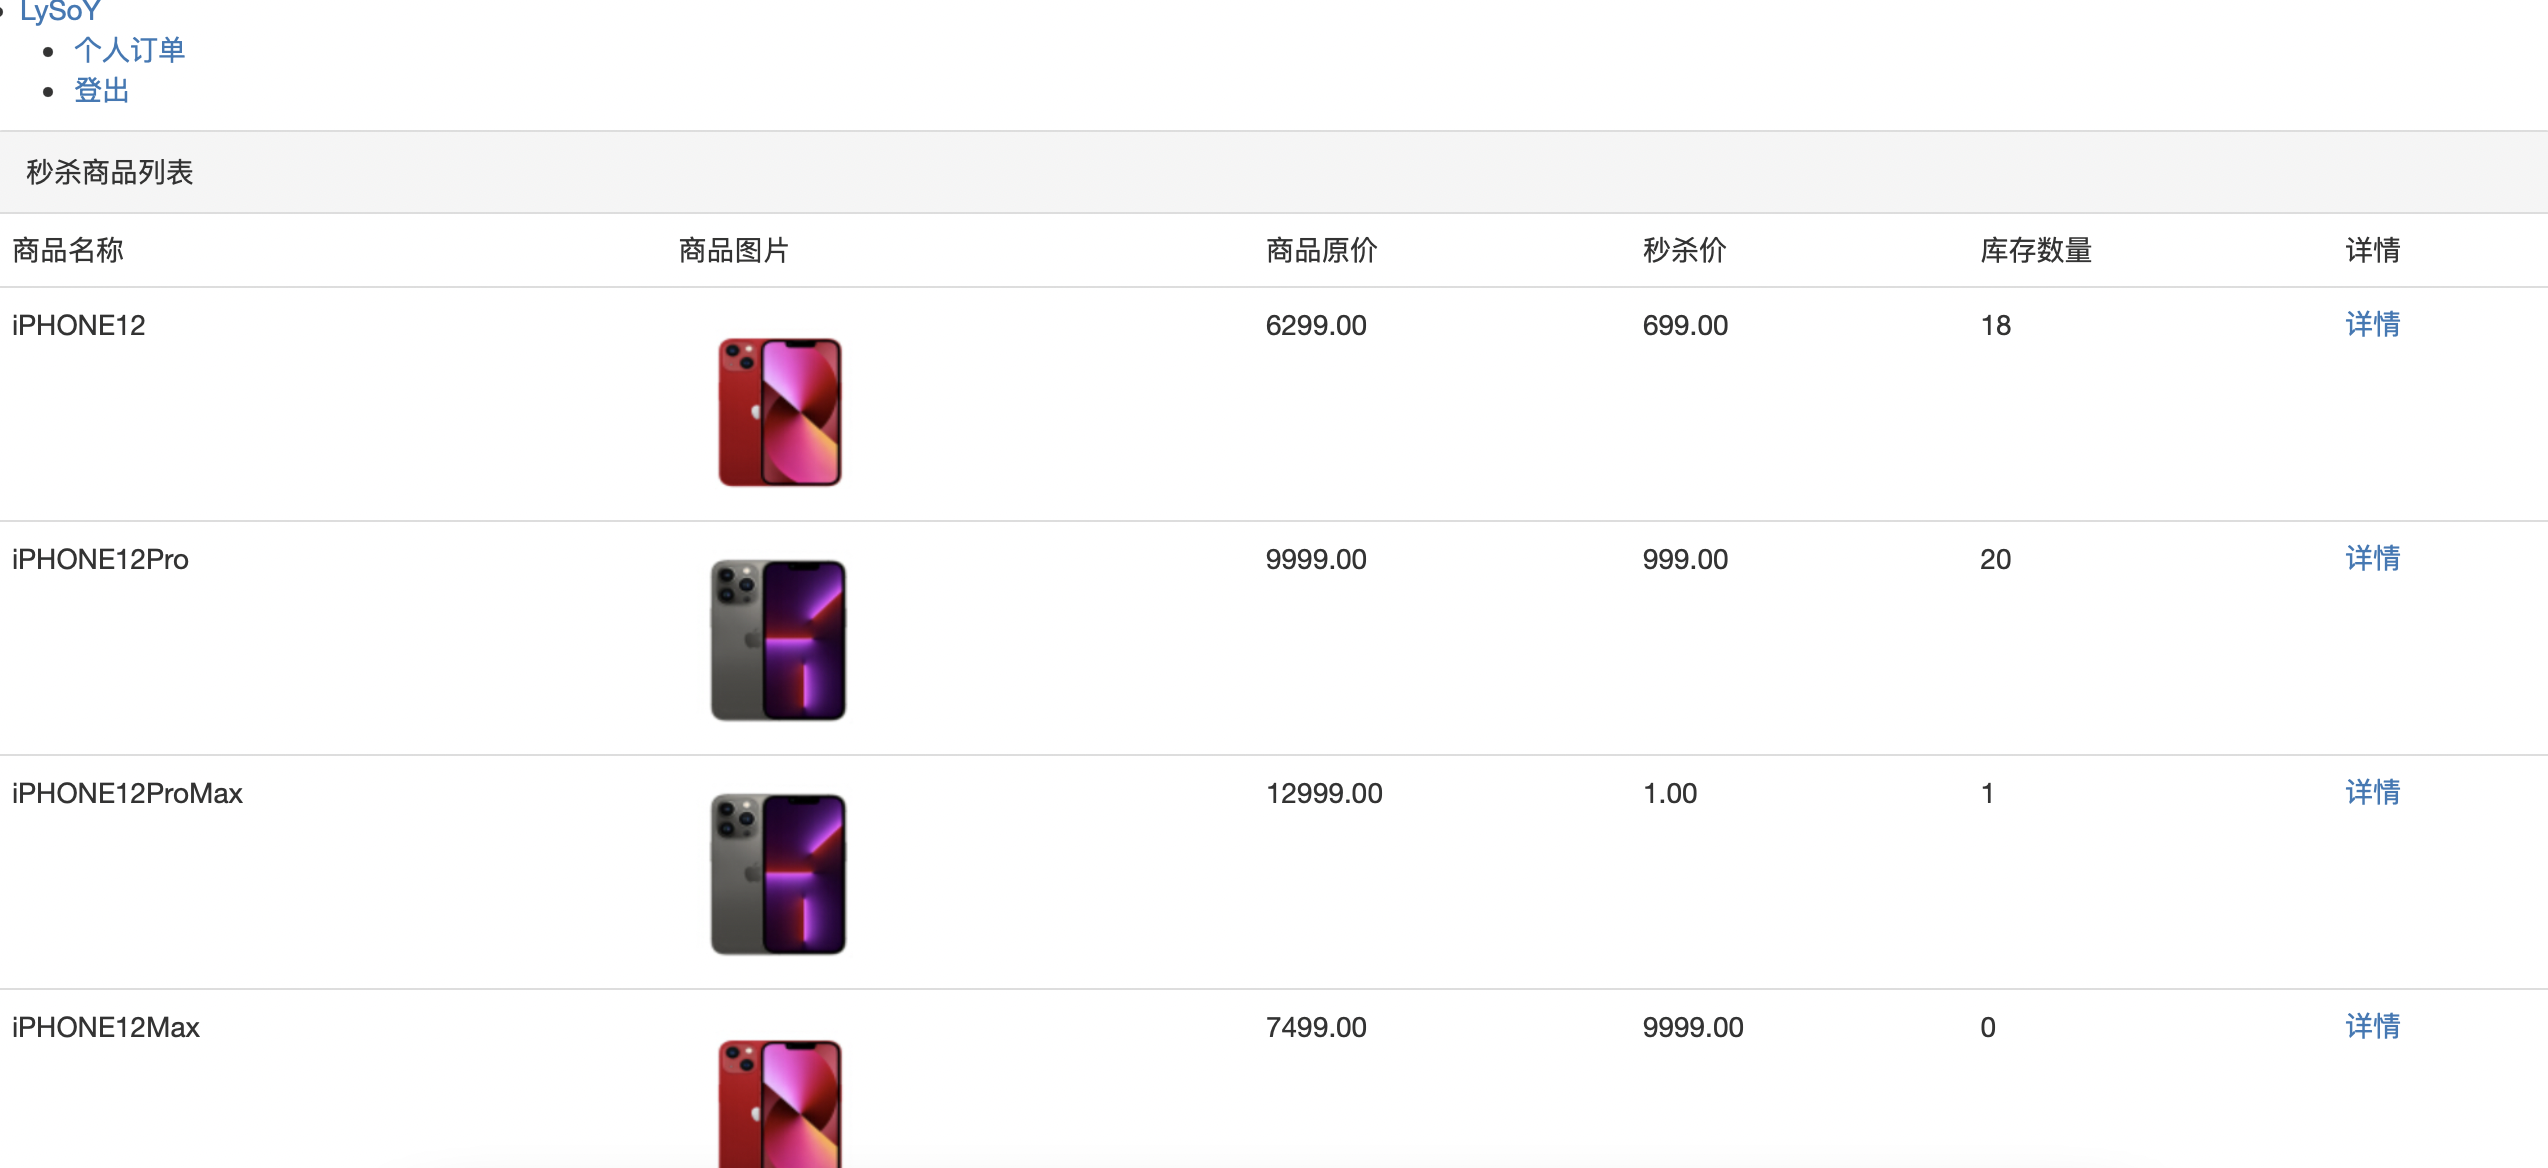 LySoY
个人订单
登出
秒杀商品列表
商品名称 商品图片 商品原价 秒杀价 库存数量 详情
iPHONE12 6299.00 699.00 18 详情
iPHONE12Pro 9999.00 999.00 20 详情
iPHONE12ProMax 12999.00 1.00 1 详情
iPHONE12Max 7499.00 9999.00 0 详情